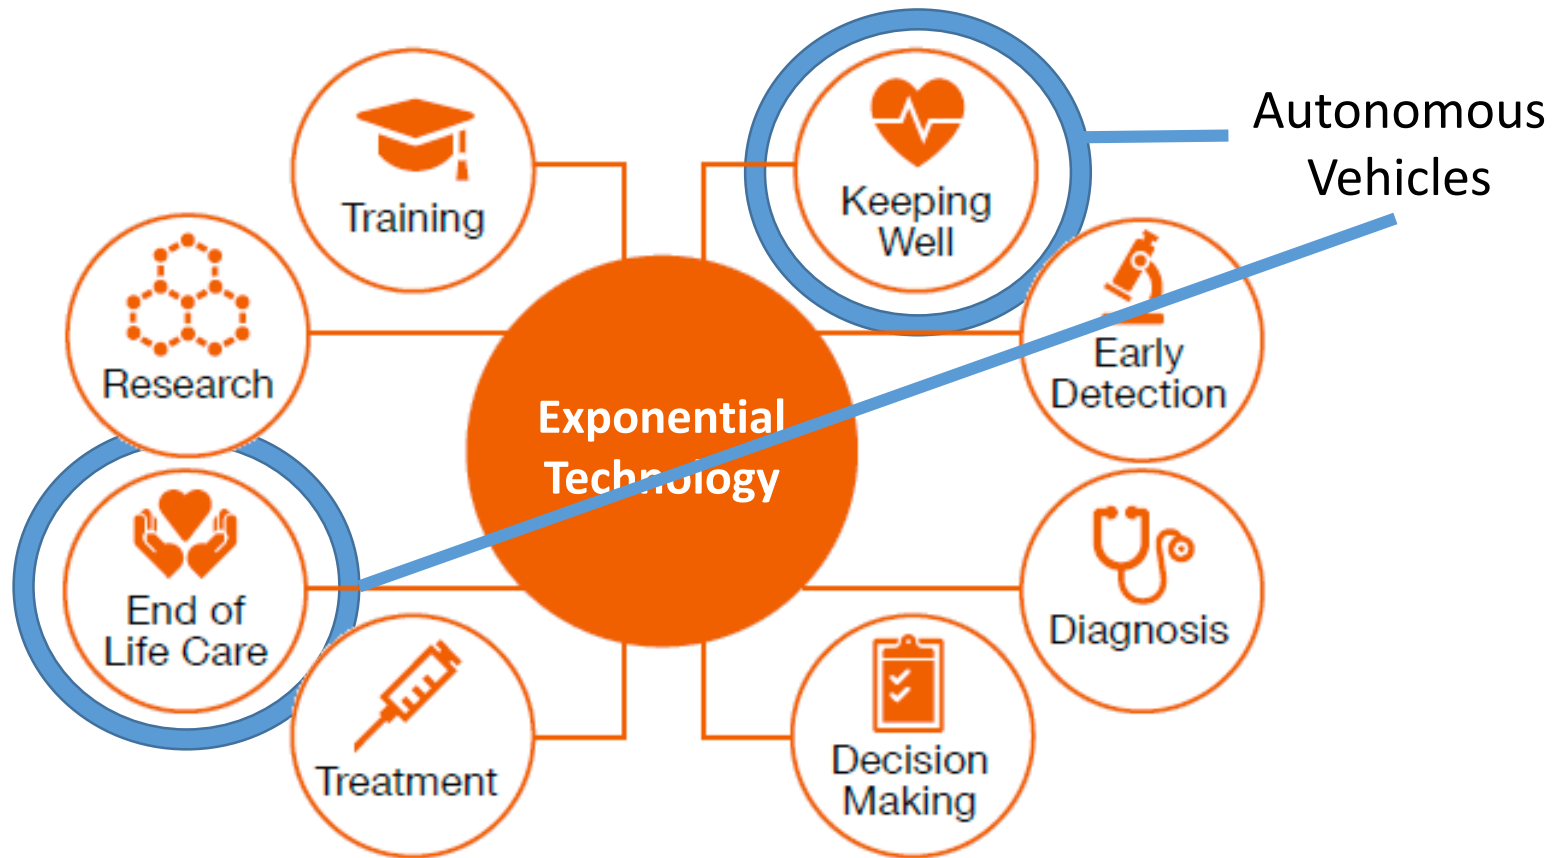 Autonomous
Vehicles
Training
Keeping
Well
Research
Early
Detection
Exponential
Technology
End of
Life Care
Diagnosis
Treatment
Decision
Making